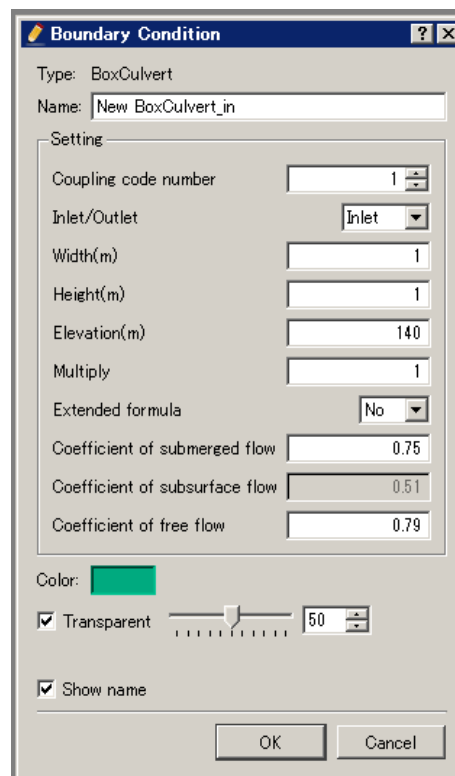 Boundary Condition
Type: BoxCulvert
Name: New BoxCulvert_in
Setting
Coupling code number 1
Inlet/Outlet Inlet
Width(m) 1
Height(m) 1
Elevation(m) 140
Multiply 1
Extended formula No
Coefficient of submerged flow 0.75
Coefficient of subsurface flow 0.51
Coefficient of free flow 0.79
Color:
Transparent 50
Show name
OK Cancel